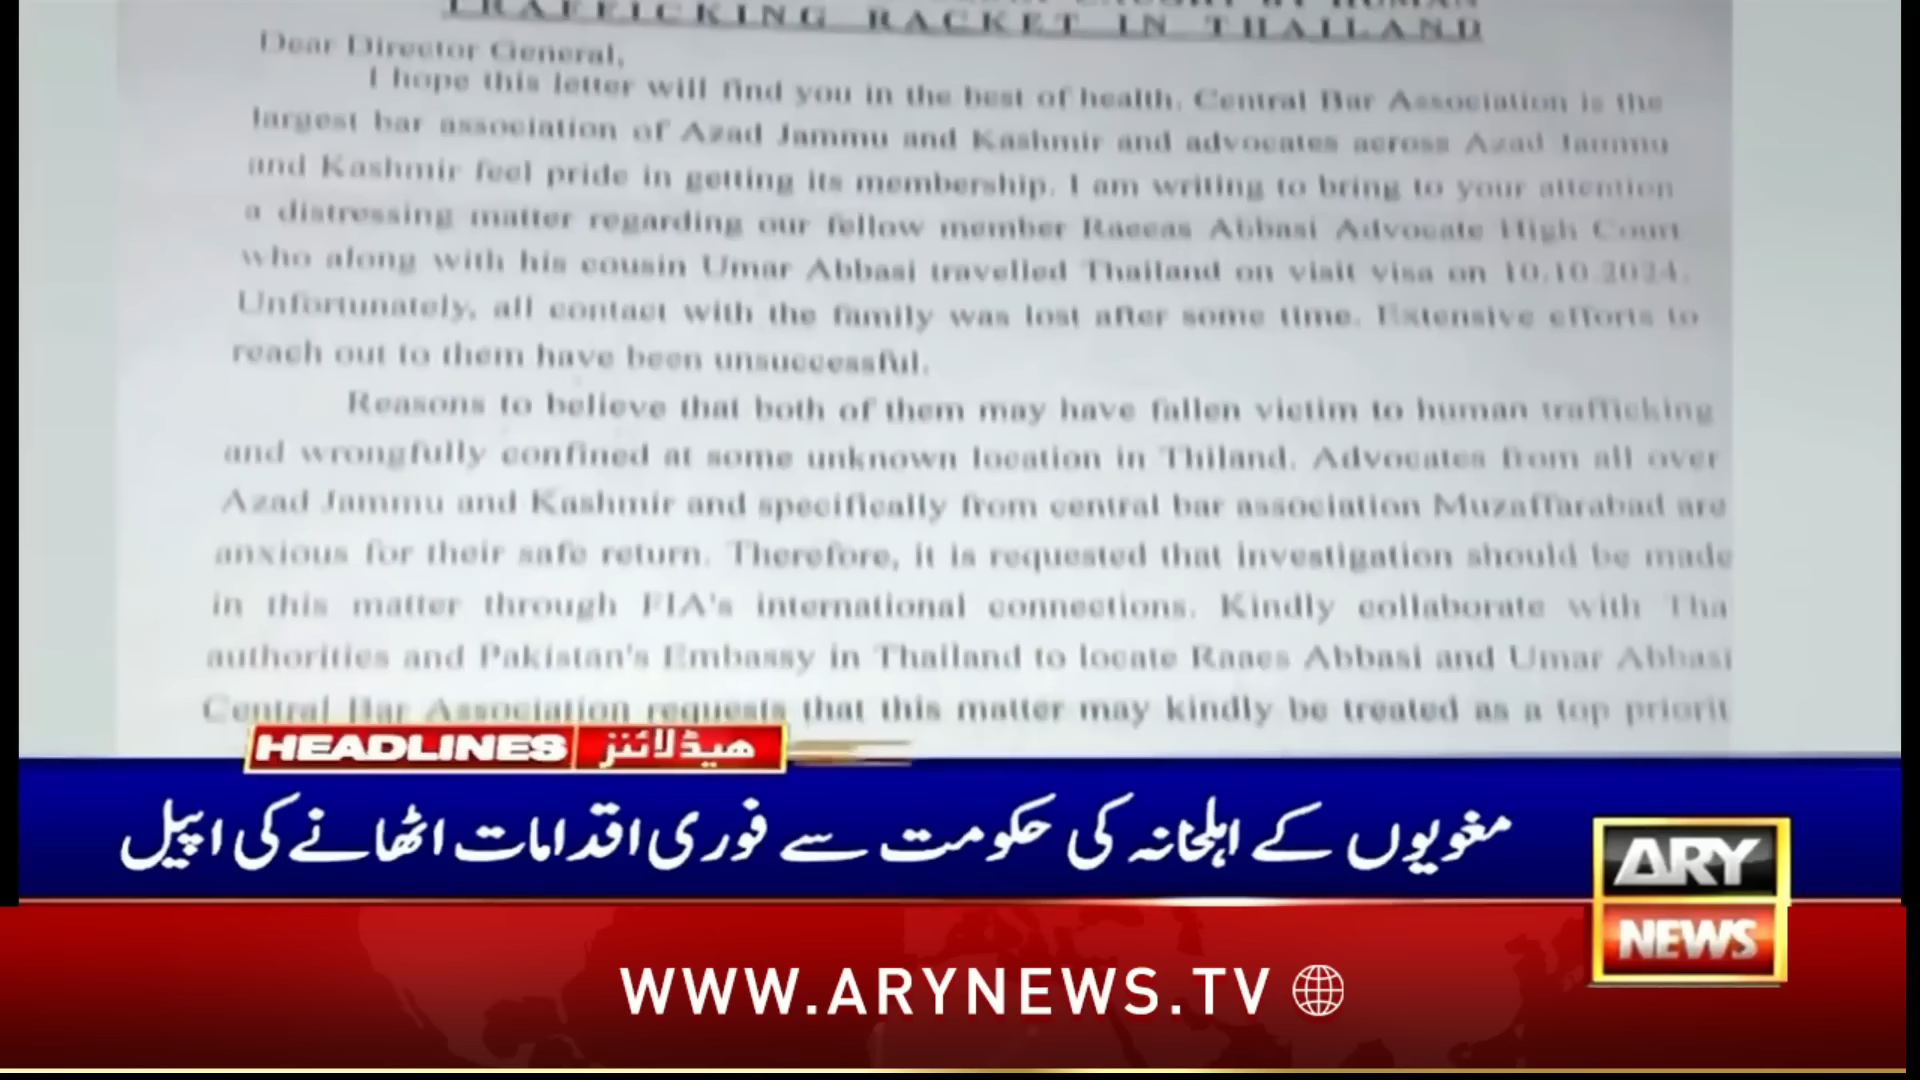 TRAFFICKING RACKET IN THAILAND
Dear Director General,
I hope this letter will find you in the best of health. Central Bar Association is the
largest bar association of Azad Jammu and Kashmir and advocates across Azad Jammu
and Kashmir feel pride in getting its membership. I am writing to bring to your attention
a distressing matter regarding our fellow member Raeeas Abbasi Advocate High Court
who along with his cousin Umar Abbasi travelled Thailand on visit visa on 10.10.2024.
Unfortunately, all contact with the family was lost after some time. Extensive efforts to
reach out to them have been unsuccessful.
Reasons to believe that both of them may have fallen victim to human trafficking
and wrongfully confined at some unknown location in Thiland. Advocates from all over
Azad Jammu and Kashmir and specifically from central bar association Muzaffarabad are
anxious for their safe return. Therefore, it is requested that investigation should be made
in this matter through FIA's international connections. Kindly collaborate with Tha
authorities and Pakistan's Embassy in Thailand to locate Raaes Abbasi and Umar Abbasi
Central Bar Association requests that this matter may kindly be treated as a top priorit
HEADLINES ہیڈلائنز
مغویوں کے اہلخانہ کی حکومت سے فوری اقدامات اٹھانے کی اپیل
ARY
NEWS
WWW.ARYNEWS.TV